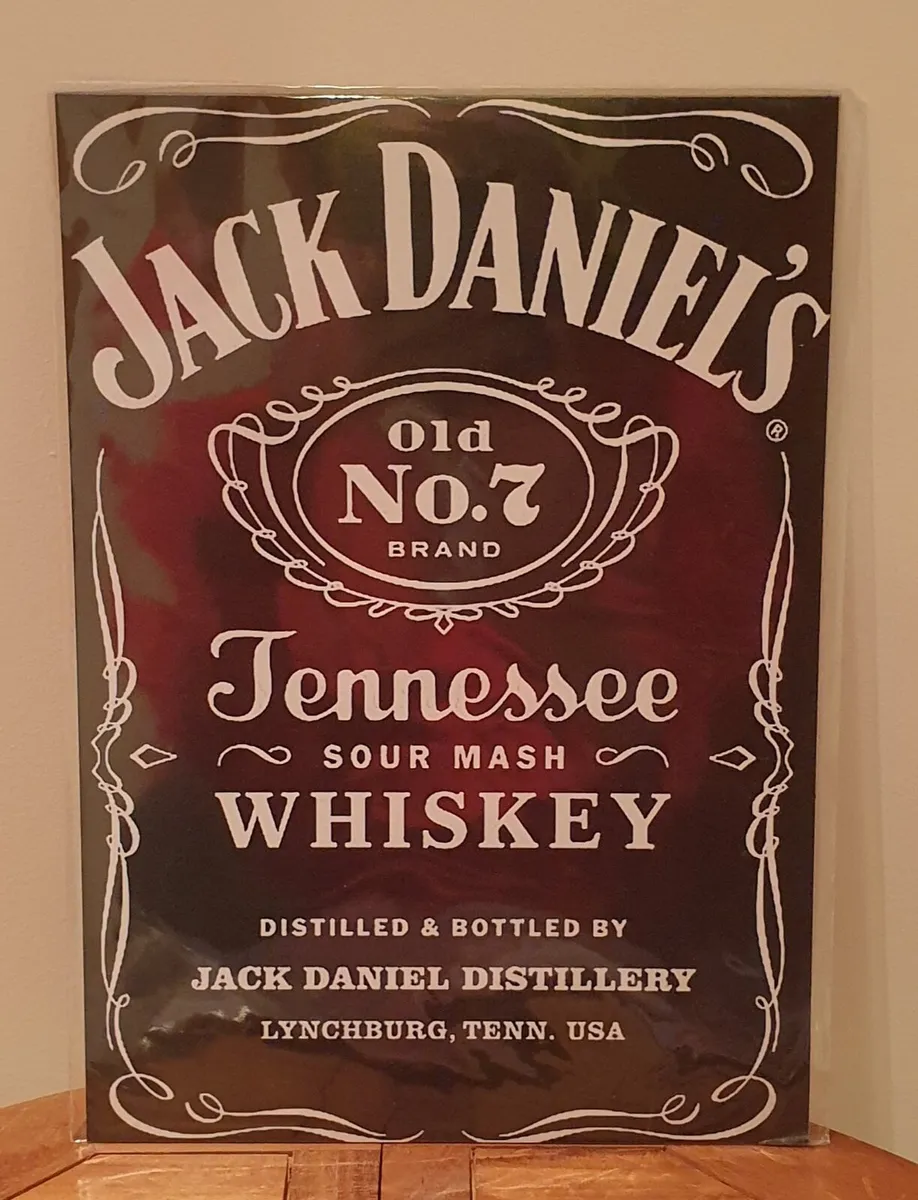 JACK DANIEL'S
®
Old
No.7
BRAND
Tennessee
SOUR MASH
WHISKEY
DISTILLED & BOTTLED BY
JACK DANIEL DISTILLERY
LYNCHBURG, TENN. USA